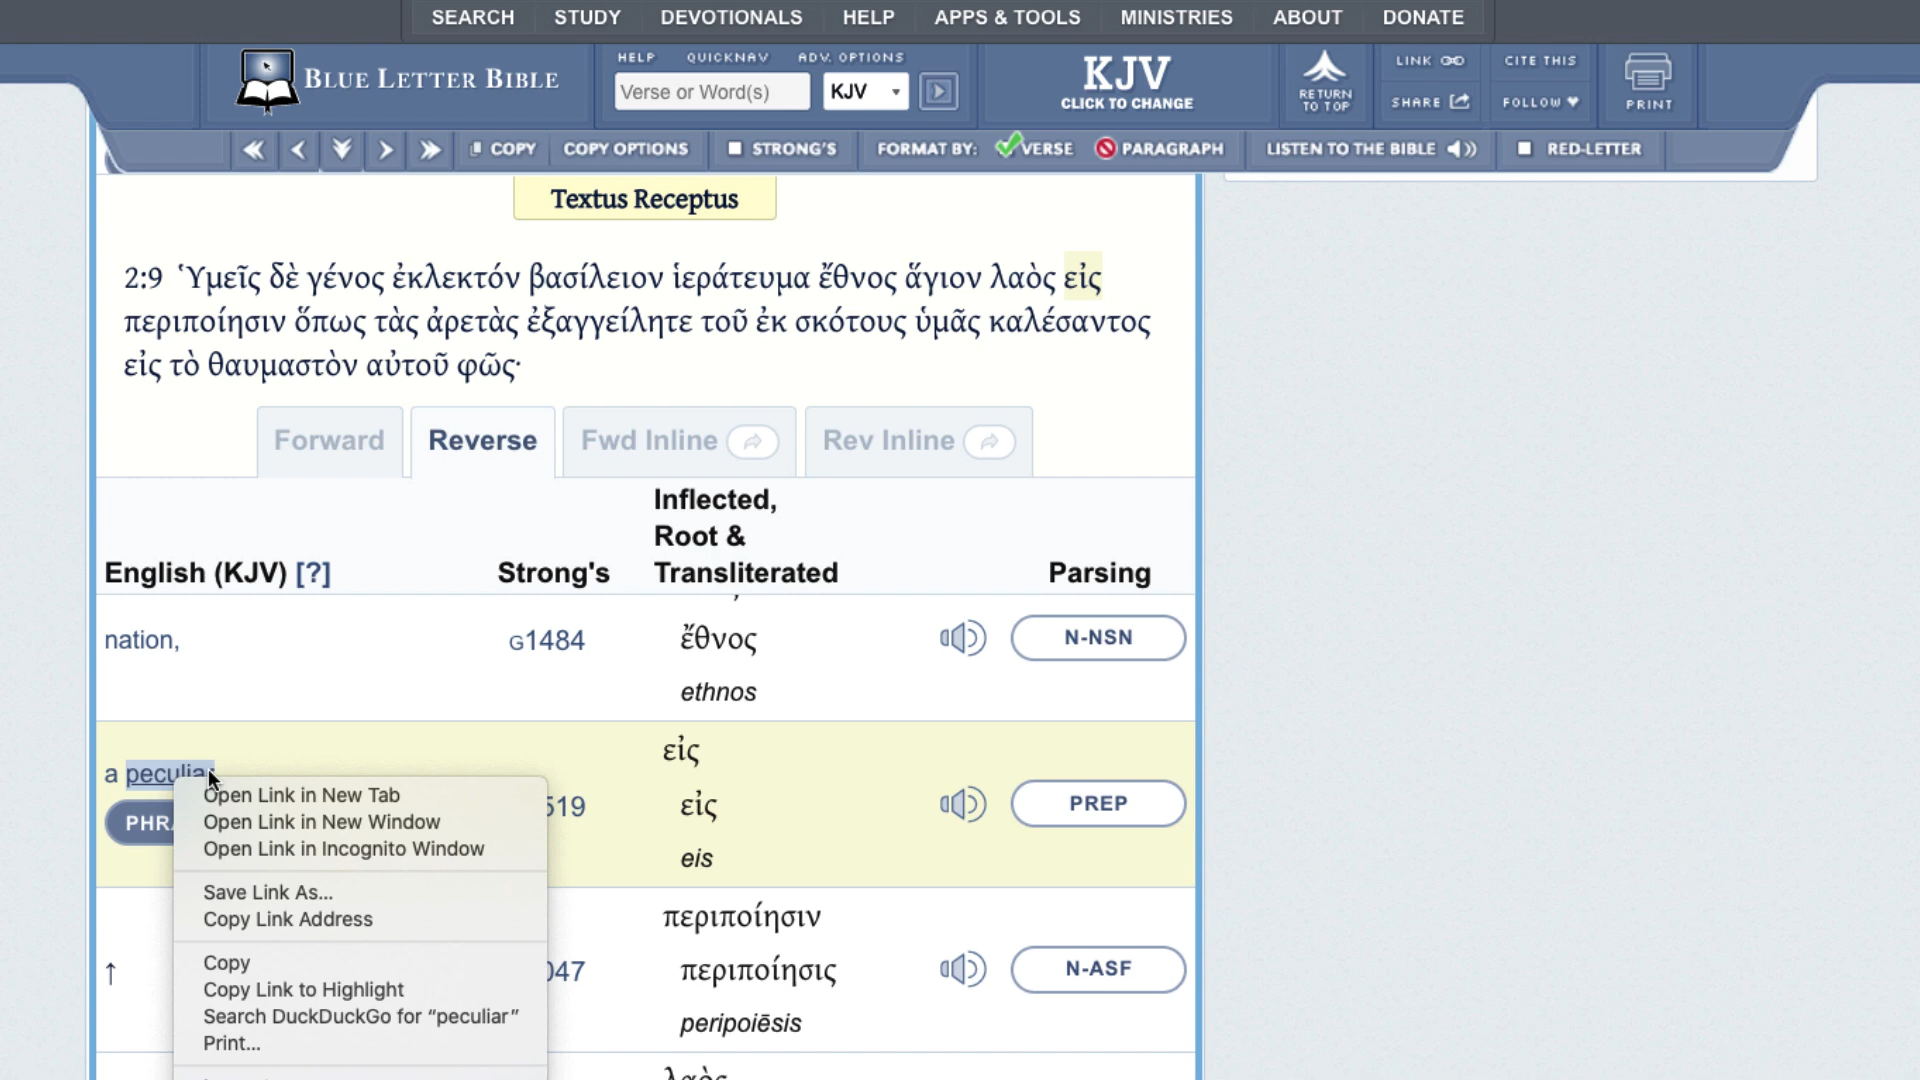 SEARCH STUDY DEVOTIONALS HELP APPS & TOOLS MINISTRIES ABOUT DONATE
BLUE LETTER BIBLE
HELP QUICKNAV ADV. OPTIONS
Verse or Word(s) KJV
KJV
CLICK TO CHANGE
RETURN
TO TOP
LINK
SHARE
CITE THIS
FOLLOW
PRINT
COPY COPY OPTIONS STRONG'S FORMAT BY: VERSE PARAGRAPH LISTEN TO THE BIBLE RED-LETTER
Textus Receptus
2:9 Ὑμεῖς δὲ γένος ἐκλεκτόν βασίλειον ἱεράτευμα ἔθνος ἅγιον λαὸς εἰς
περιποίησιν ὅπως τὰς ἀρετὰς ἐξαγγείλητε τοῦ ἐκ σκότους ὑμᾶς καλέσαντος
εἰς τὸ θαυμαστὸν αὐτοῦ φῶς·
Forward Reverse Fwd Inline Rev Inline
English (KJV) [?] Strong's Inflected,
Root &
Transliterated Parsing
nation, G1484 ἔθνος N-NSN
ethnos
εἰς
a peculiar
519 εἰς PREP
eis
περιποίησιν
↑ 047 περιποίησις N-ASF
peripoiēsis
λαὸς
Open Link in New Tab
Open Link in New Window
Open Link in Incognito Window
Save Link As...
Copy Link Address
Copy
Copy Link to Highlight
Search DuckDuckGo for “peculiar”
Print...